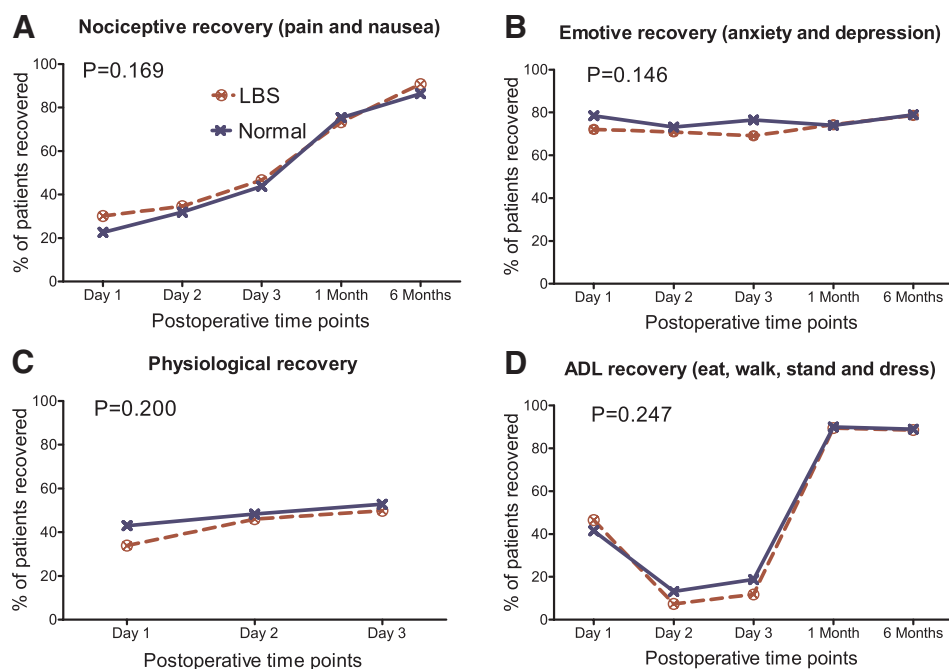 A
Nociceptive recovery (pain and nausea)
P=0.169
LBS
Normal
100
80
60
40
20
0
% of patients recovered
Day 1
Day 2
Day 3
1 Month
6 Months
Postoperative time points
B
Emotive recovery (anxiety and depression)
P=0.146
100
80
60
40
20
0
% of patients recovered
Day 1
Day 2
Day 3
1 Month
6 Months
Postoperative time points
C
Physiological recovery
P=0.200
100
80
60
40
20
0
% of patients recovered
Day 1
Day 2
Day 3
Postoperative time points
D
ADL recovery (eat, walk, stand and dress)
P=0.247
100
80
60
40
20
0
% of patients recovered
Day 1
Day 2
Day 3
1 Month
6 Months
Postoperative time points